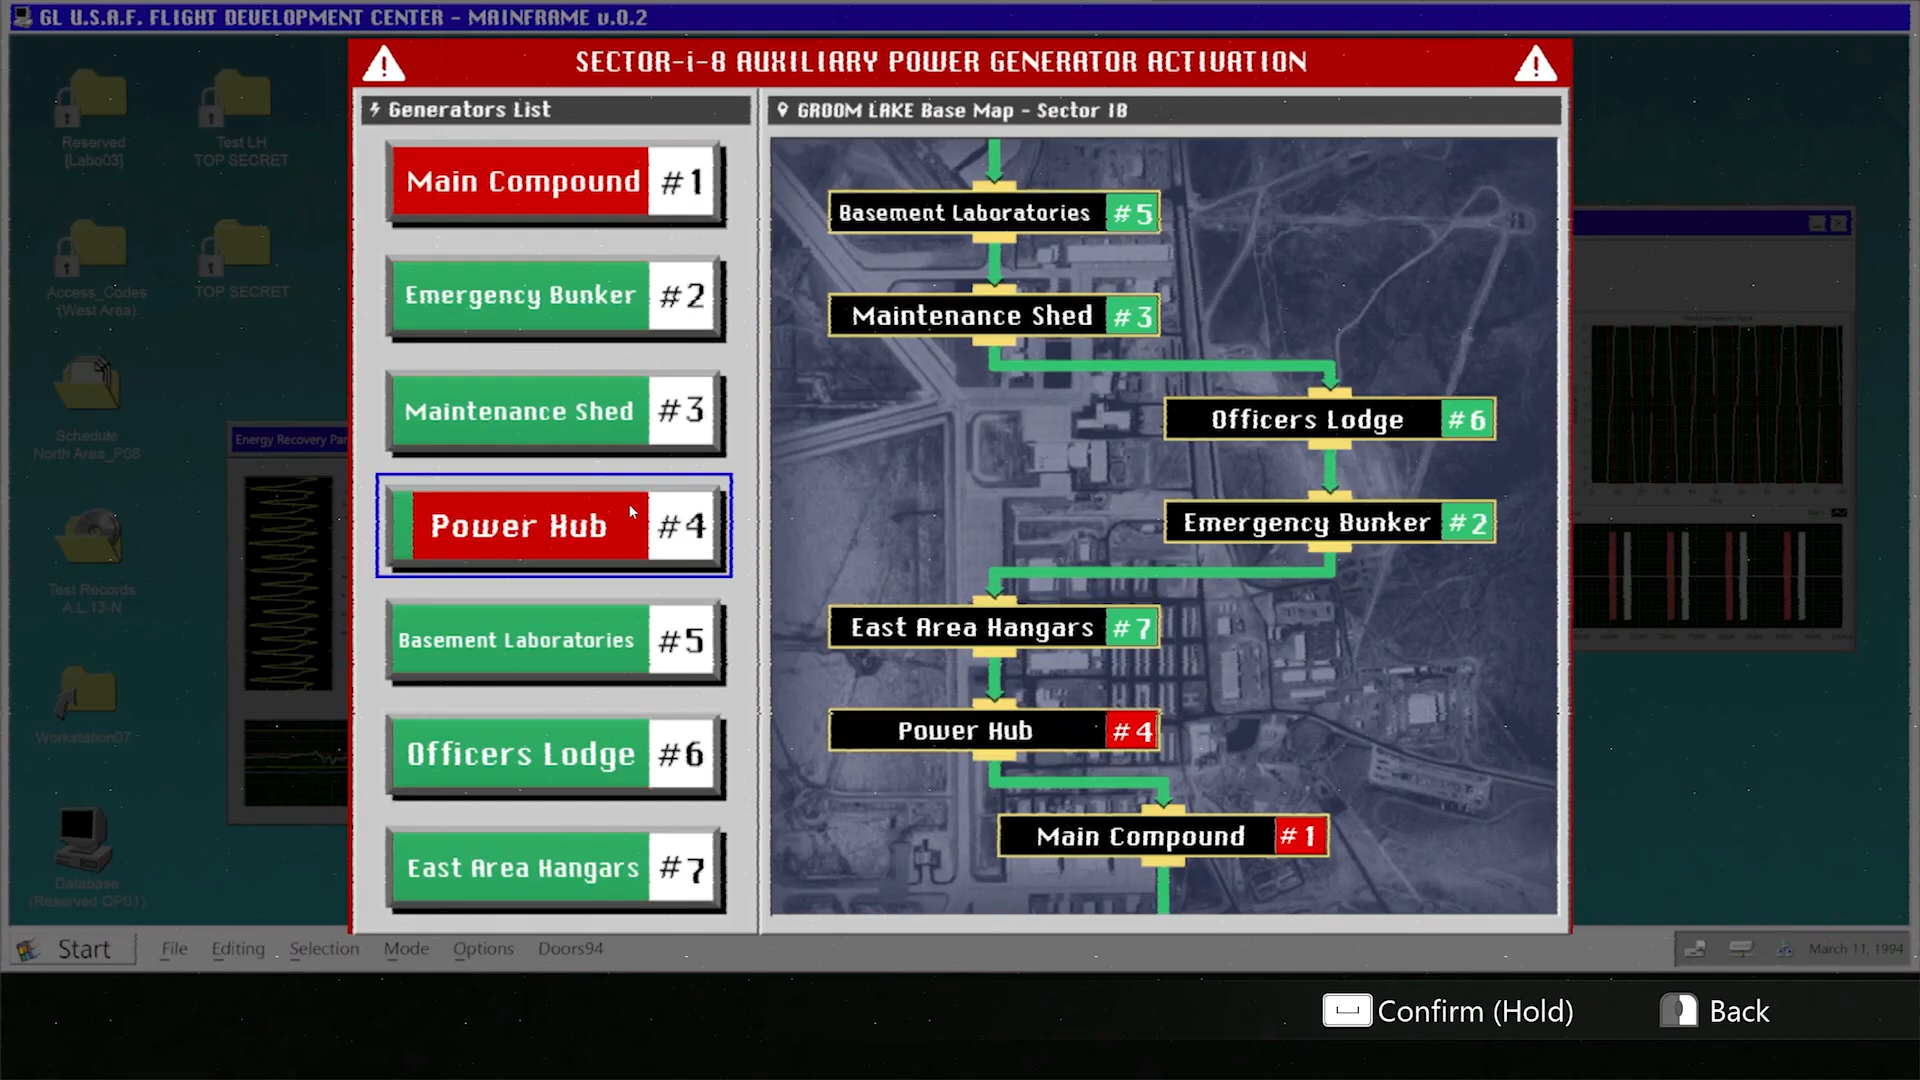 GL U.S.A.F. FLIGHT DEVELOPMENT CENTER - MAINFRAME v.0.2
SECTOR-i-8 AUXILIARY POWER GENERATOR ACTIVATION
Generators List
Main Compound #1
Emergency Bunker #2
Maintenance Shed #3
Power Hub #4
Basement Laboratories #5
Officers Lodge #6
East Area Hangars #7
GROOM LAKE Base Map - Sector 1B
Basement Laboratories #5
Maintenance Shed #3
Officers Lodge #6
Emergency Bunker #2
East Area Hangars #7
Power Hub #4
Main Compound #1
Reserved
[Labo03]
Test LH
TOP SECRET
Access_Codes
(West Area)
TOP SECRET
Schedule
North Area_P08
Test Records
A.L. I3-N
Workstation07
Database
(Reserved OP01)
Energy Recovery Par
Start File Editing Selection Mode Options Doors94
March 11, 1994
Confirm (Hold) Back